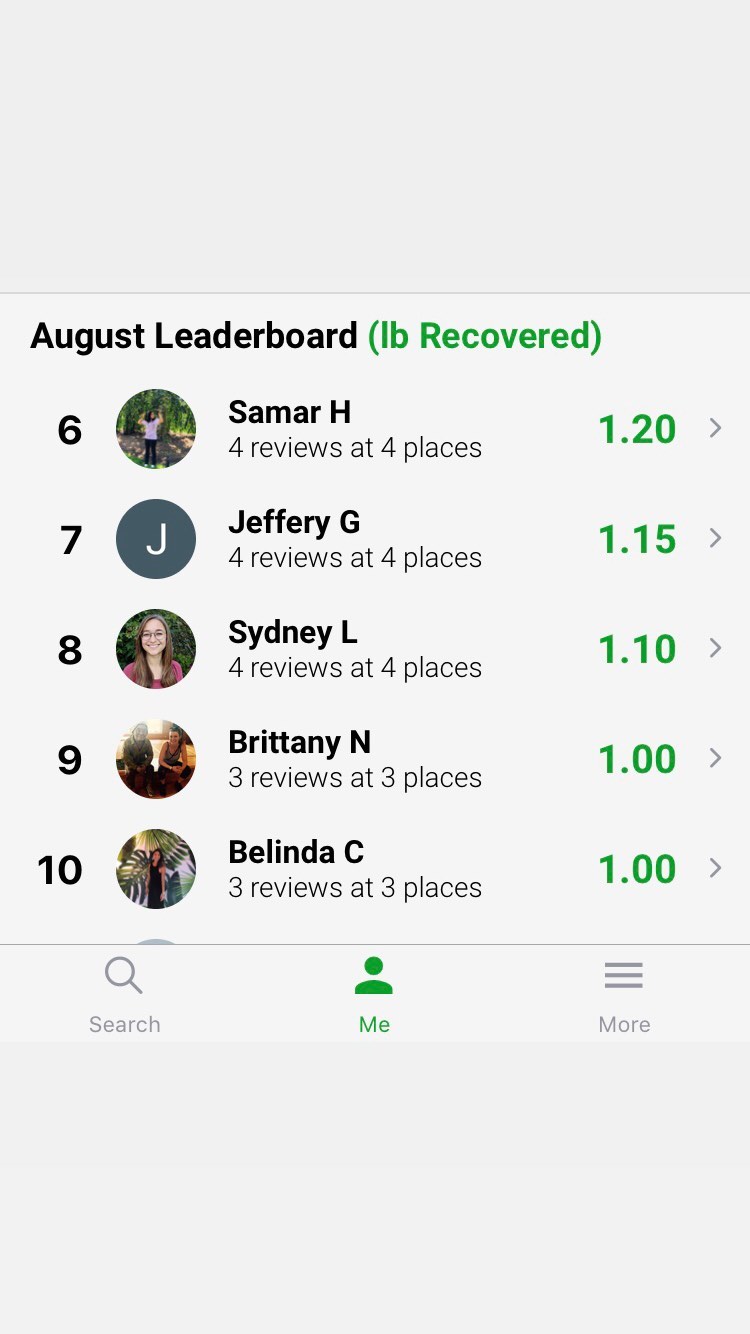 August Leaderboard (lb Recovered)
6
Samar H
4 reviews at 4 places
1.20
7
J
Jeffery G
4 reviews at 4 places
1.15
8
Sydney L
4 reviews at 4 places
1.10
9
Brittany N
3 reviews at 3 places
1.00
10
Belinda C
3 reviews at 3 places
1.00
Search
Me
More